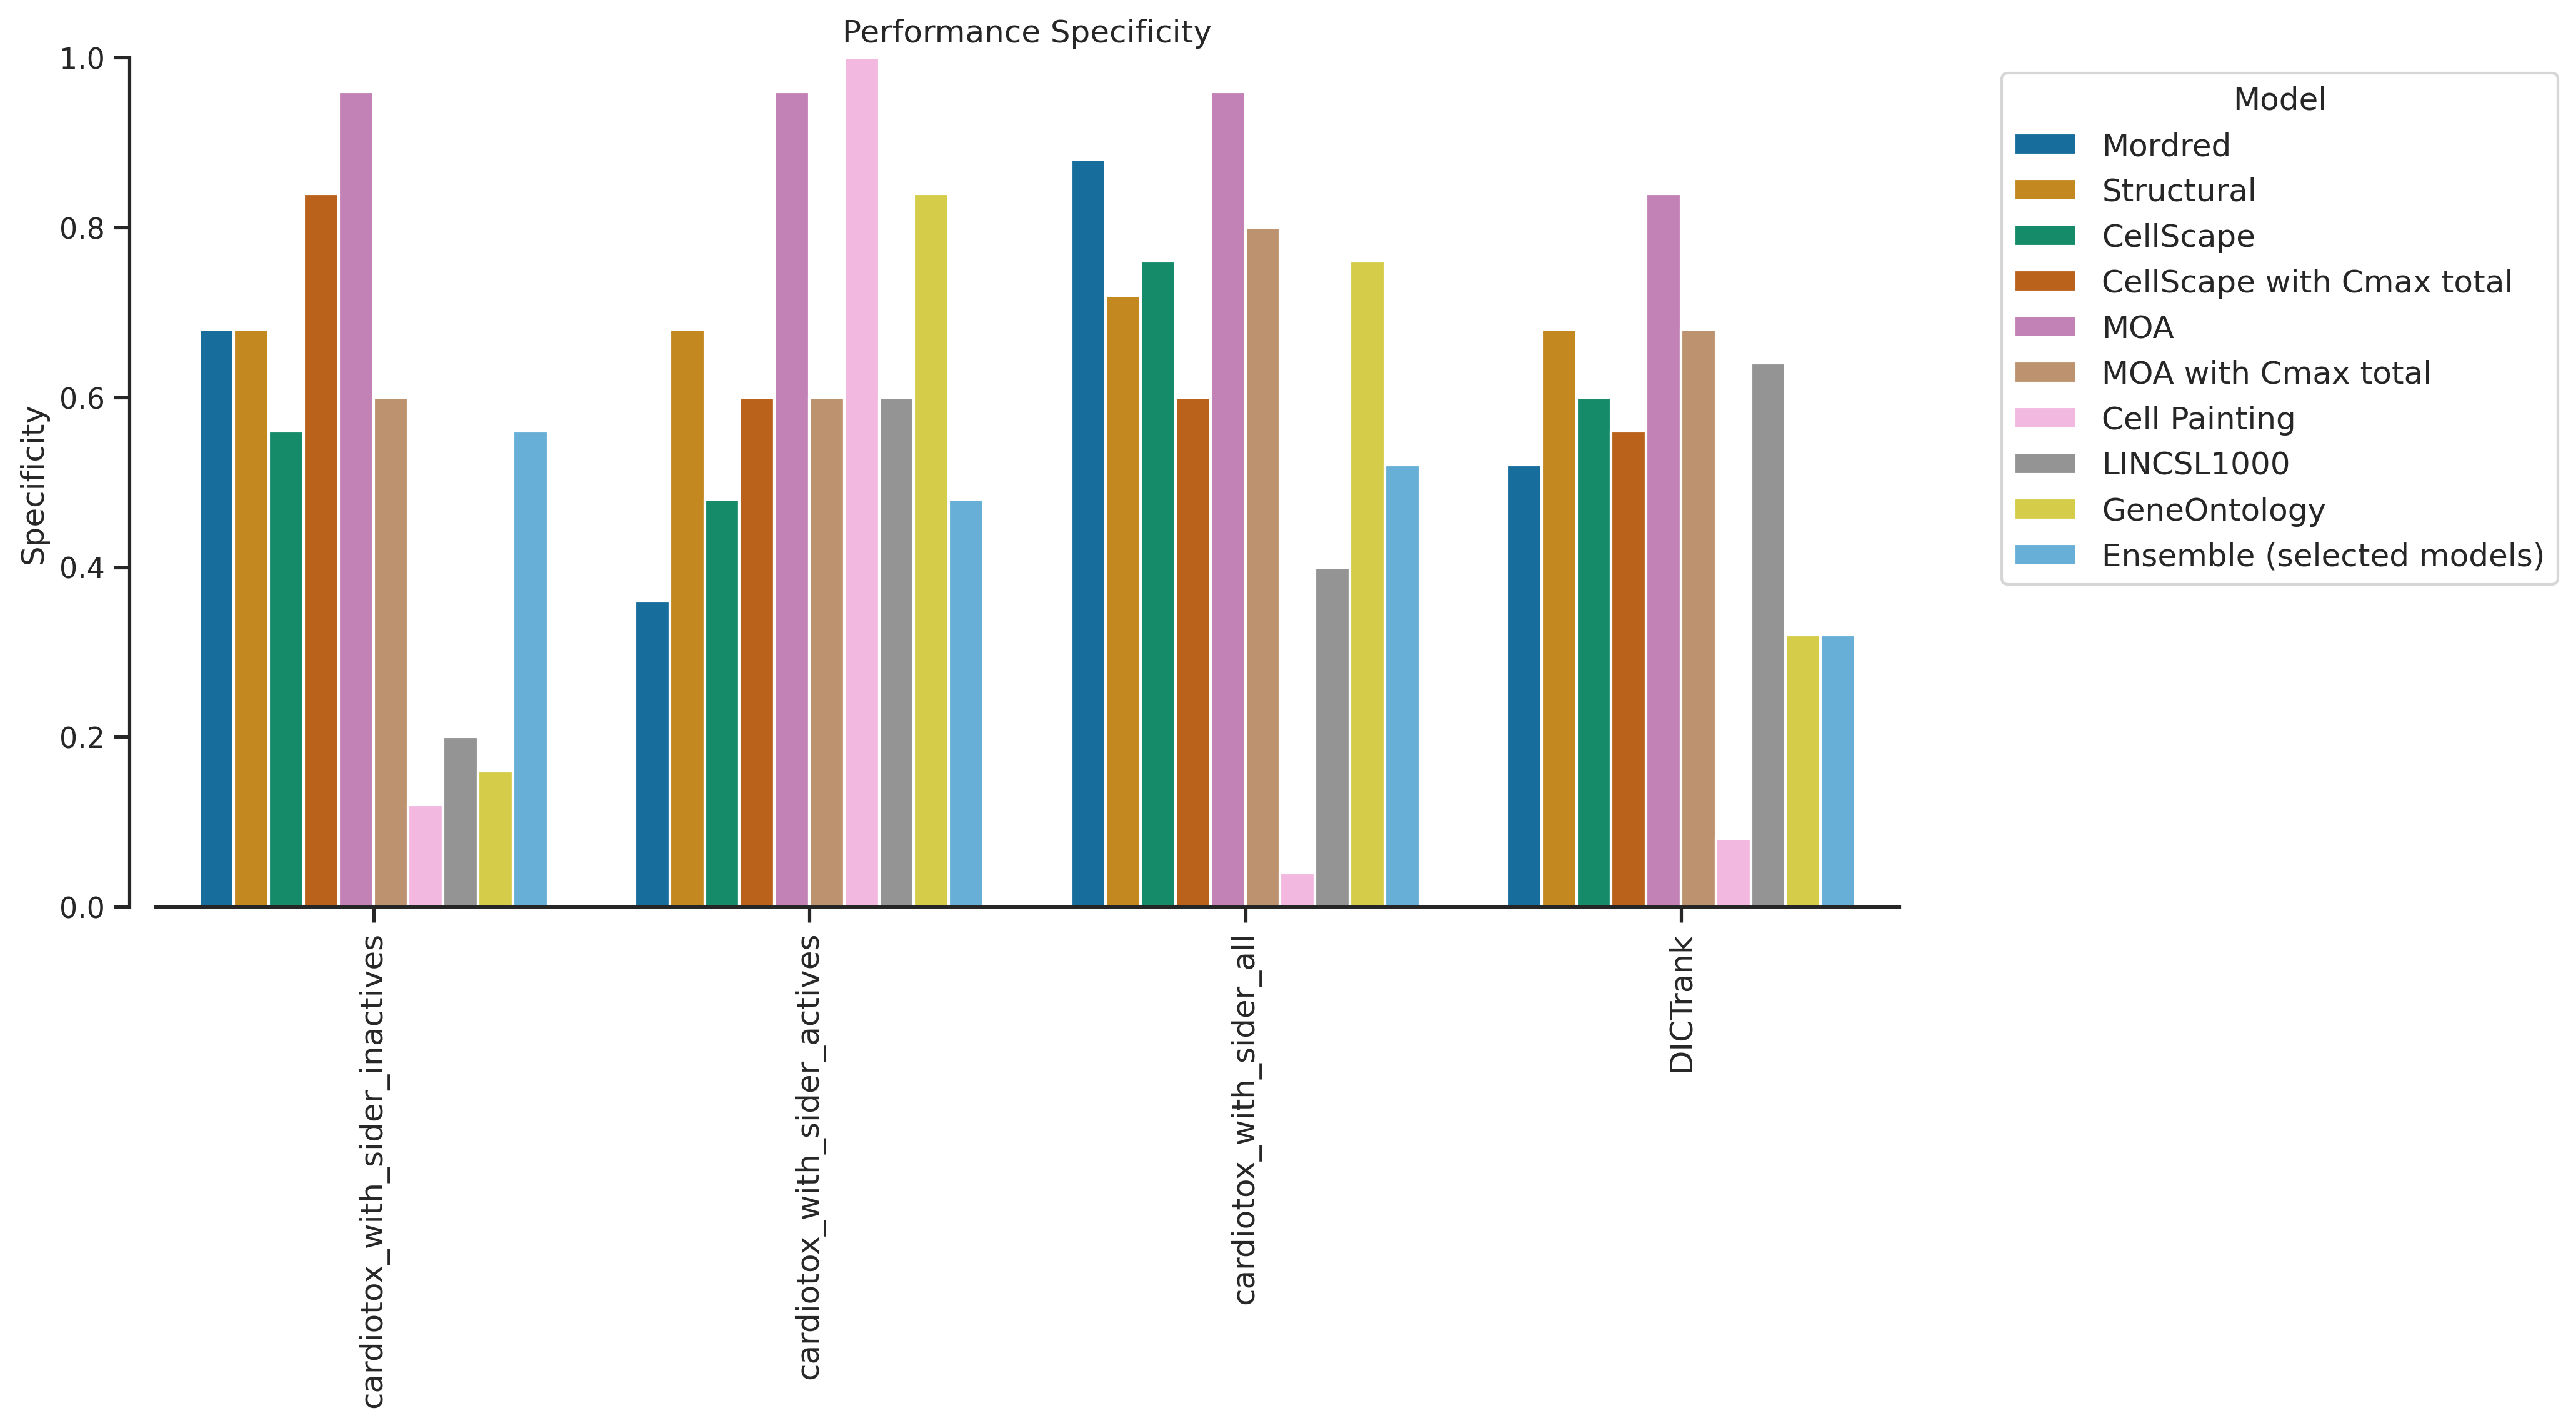 Performance Specificity
1.0
0.8
0.6
0.4
0.2
0.0
Specificity
cardiotox_with_sider_inactives
cardiotox_with_sider_actives
cardiotox_with_sider_all
DICTrank
Model
Mordred
Structural
CellScape
CellScape with Cmax total
MOA
MOA with Cmax total
Cell Painting
LINCSL1000
GeneOntology
Ensemble (selected models)